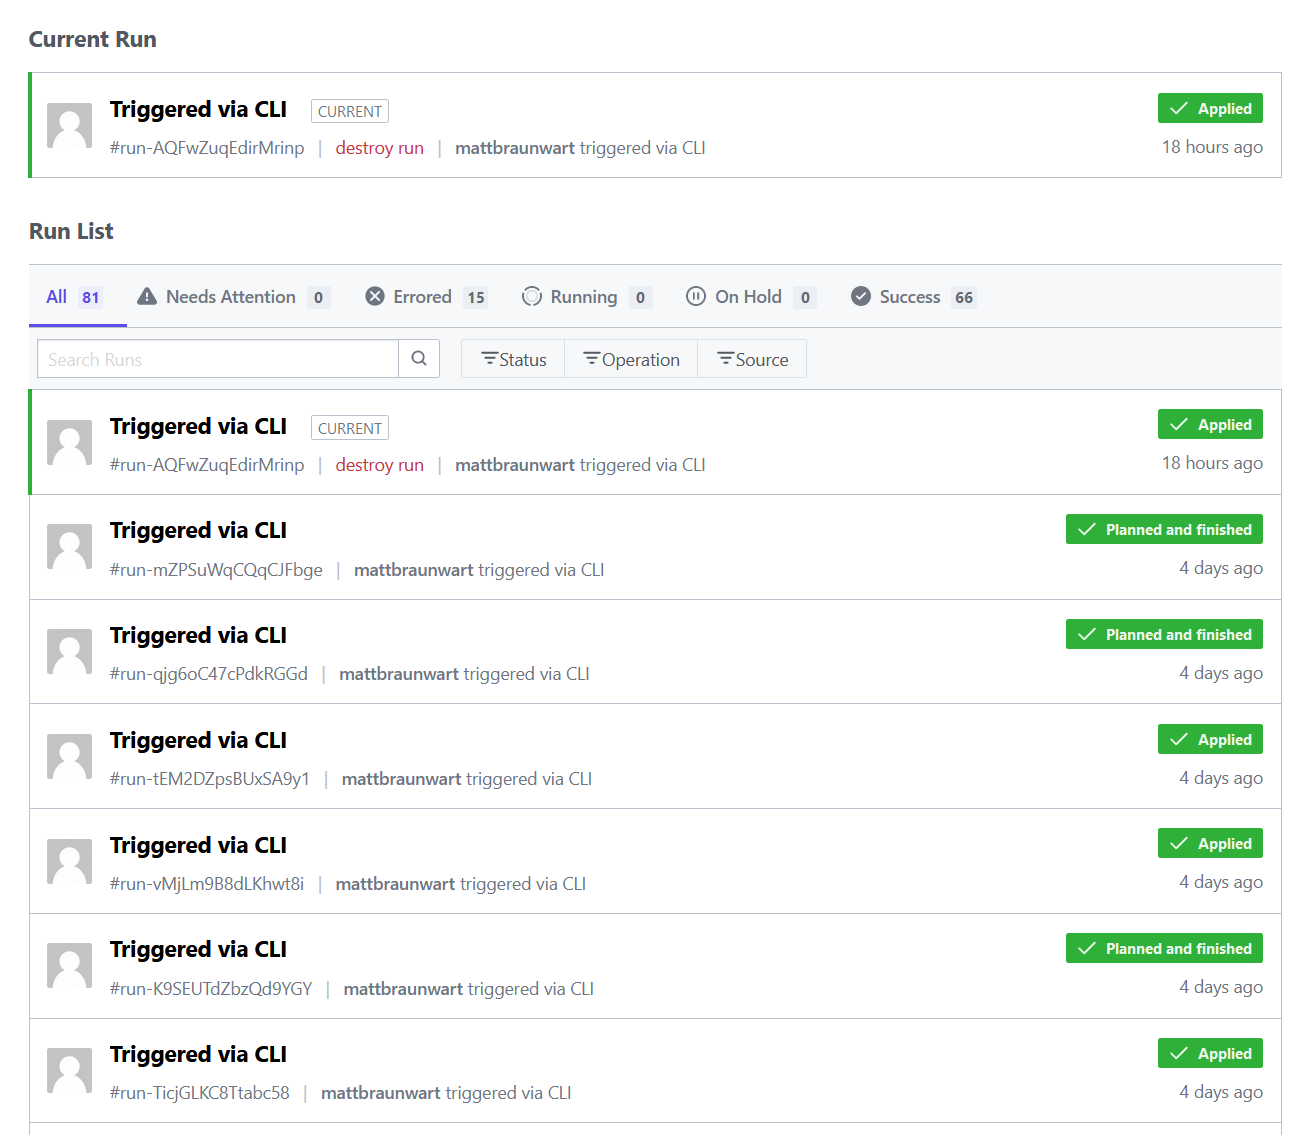 Current Run
Triggered via CLI CURRENT Applied
#run-AQFwZuqEdirMrinp | destroy run | mattbraunwart triggered via CLI 18 hours ago
Run List
All 81 Needs Attention 0 Errored 15 Running 0 On Hold 0 Success 66
Search Runs Status Operation Source
Triggered via CLI CURRENT Applied
#run-AQFwZuqEdirMrinp | destroy run | mattbraunwart triggered via CLI 18 hours ago
Triggered via CLI Planned and finished
#run-mZPSuWqCQqCJFbge | mattbraunwart triggered via CLI 4 days ago
Triggered via CLI Planned and finished
#run-qjg6oC47cPdkRGGd | mattbraunwart triggered via CLI 4 days ago
Triggered via CLI Applied
#run-tEM2DZpsBUxSA9y1 | mattbraunwart triggered via CLI 4 days ago
Triggered via CLI Applied
#run-vMjLm9B8dLKhwt8i | mattbraunwart triggered via CLI 4 days ago
Triggered via CLI Planned and finished
#run-K9SEUTdZbzQd9YGY | mattbraunwart triggered via CLI 4 days ago
Triggered via CLI Applied
#run-TicjGLKC8Ttabc58 | mattbraunwart triggered via CLI 4 days ago